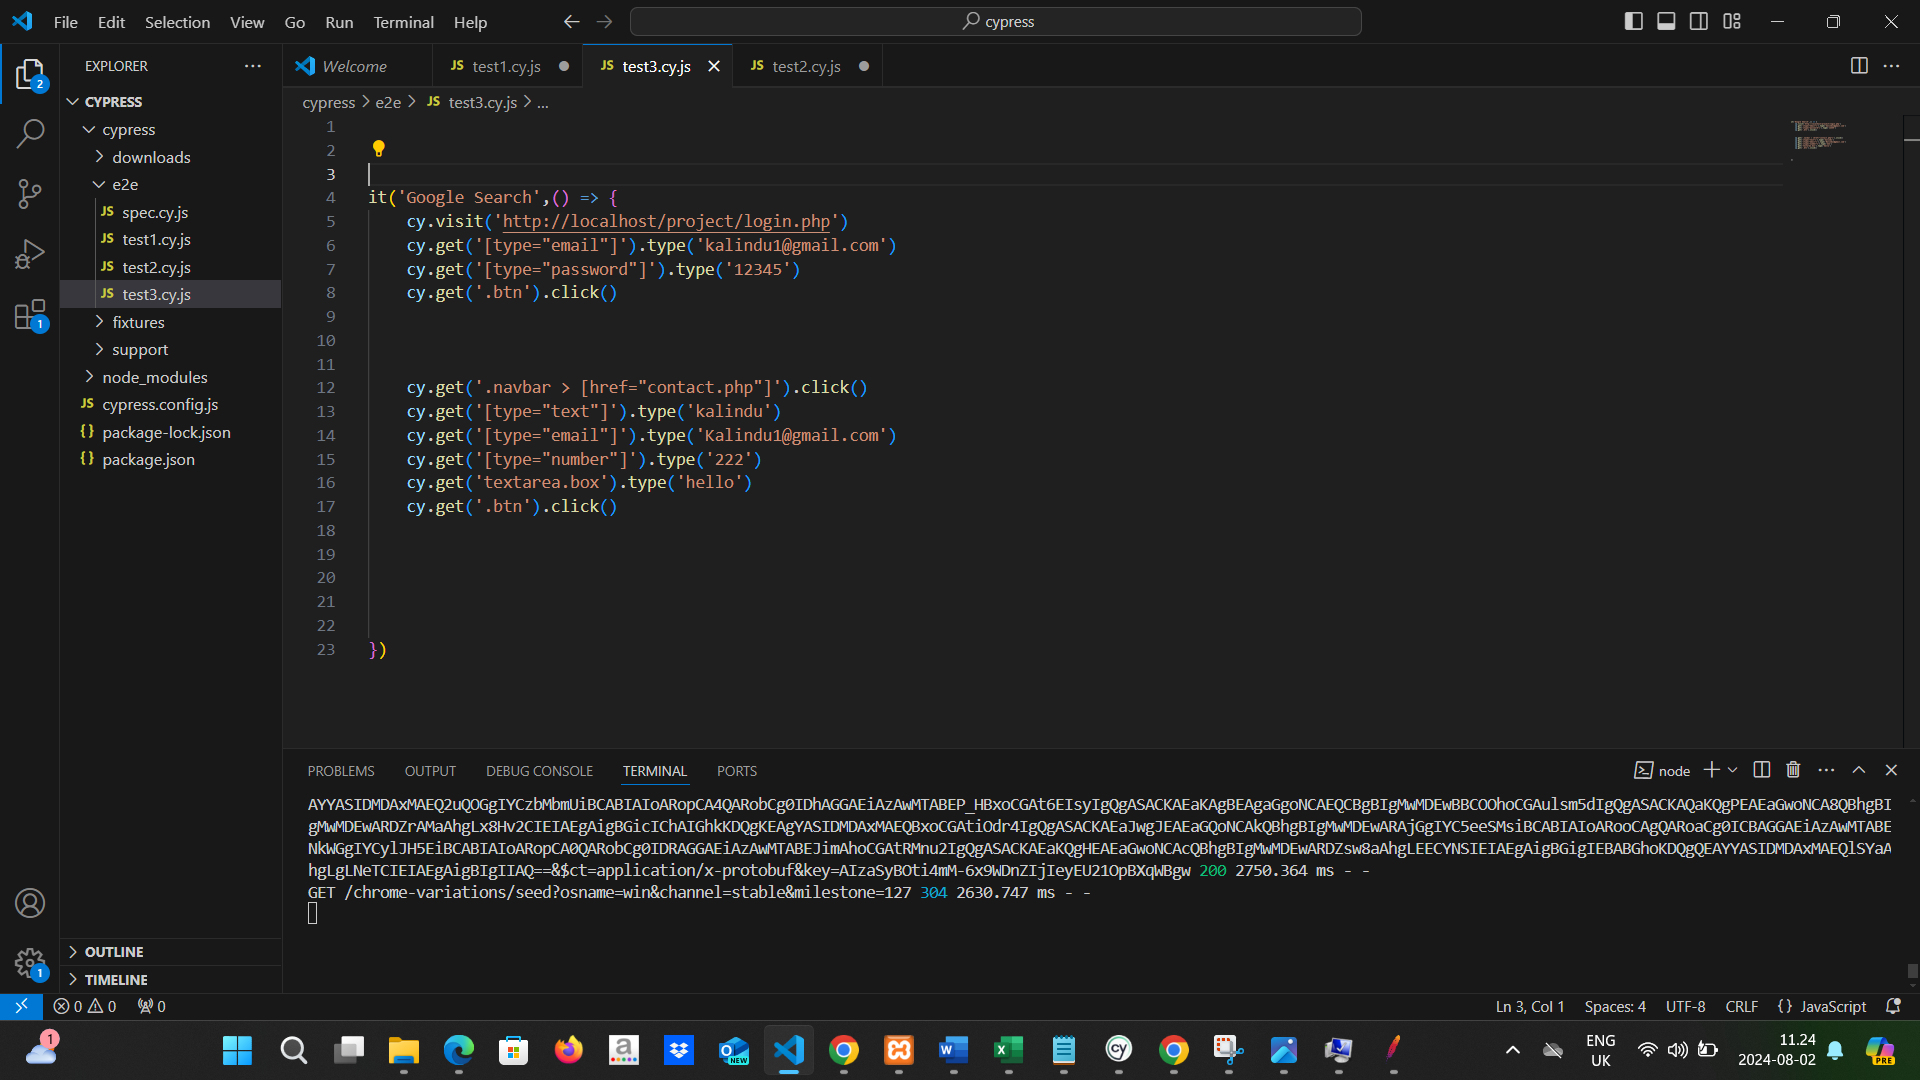 File Edit Selection View Go Run Terminal Help
cypress
EXPLORER
Welcome
JS test1.cy.js
JS test3.cy.js
JS test2.cy.js
2
CYPRESS
cypress
downloads
e2e
JS spec.cy.js
JS test1.cy.js
JS test2.cy.js
JS test3.cy.js
fixtures
support
node_modules
JS cypress.config.js
{} package-lock.json
{} package.json
1
cypress > e2e > JS test3.cy.js > ...
1
2
3
4 it('Google Search',() => {
5 cy.visit('http://localhost/project/login.php')
6 cy.get('[type="email"]').type('kalindu1@gmail.com')
7 cy.get('[type="password"]').type('12345')
8 cy.get('.btn').click()
9
10
11
12 cy.get('.navbar > [href="contact.php"]').click()
13 cy.get('[type="text"]').type('kalindu')
14 cy.get('[type="email"]').type('Kalindu1@gmail.com')
15 cy.get('[type="number"]').type('222')
16 cy.get('textarea.box').type('hello')
17 cy.get('.btn').click()
18
19
20
21
22
23 })
PROBLEMS OUTPUT DEBUG CONSOLE TERMINAL PORTS
node
hgLgLNeTCIEIAEgAigBIgIIAQ==&$ct=application/x-protobuf&key=AIzaSyBOti4mM-6x9WDnZIjIeyEU21OpBXqWBgw 200 2750.364 ms - -
GET /chrome-variations/seed?osname=win&channel=stable&milestone=127 304 2630.747 ms - -
OUTLINE
TIMELINE
1
0 0 0
Ln 3, Col 1 Spaces: 4 UTF-8 CRLF {} JavaScript
1
NEW
ENG
UK
11.24
2024-08-02
PRE